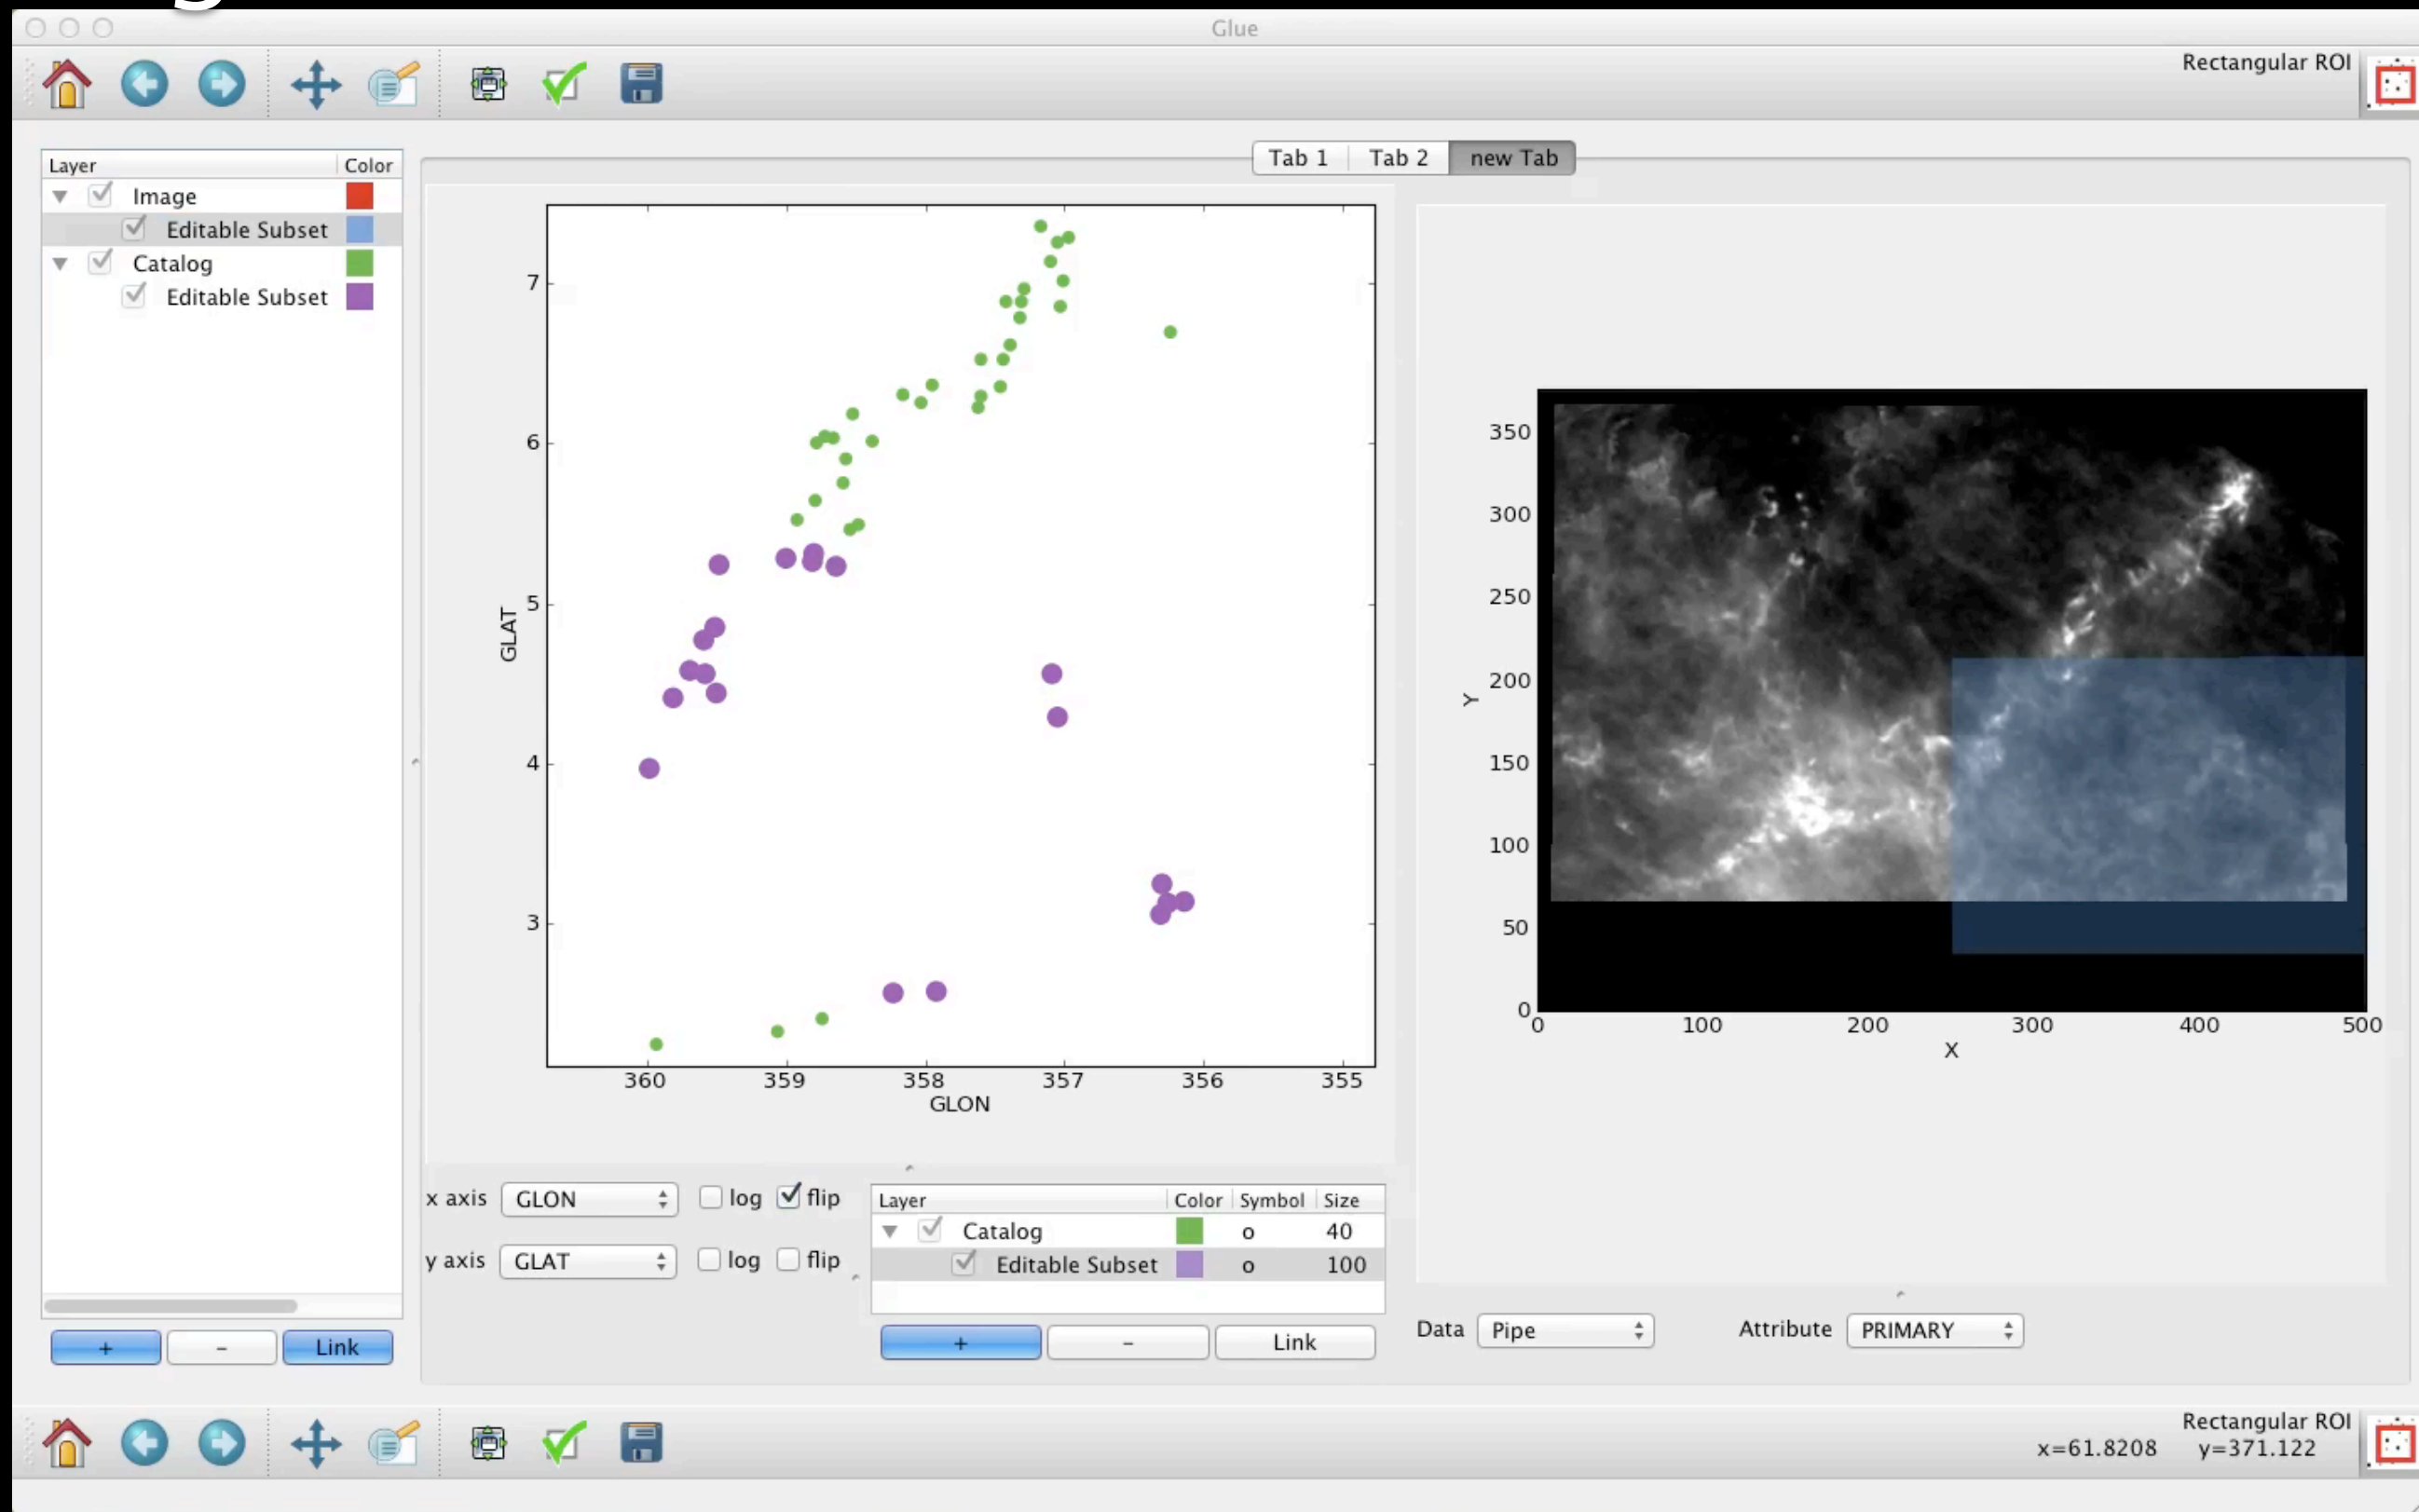 Glue
Rectangular ROI
Layer Color
Image
Editable Subset
Catalog
Editable Subset
+ - Link
Tab 1 Tab 2 new Tab
7
6
5
4
3
GLAT
360 359 358 357 356 355
GLON
x axis GLON log flip
y axis GLAT log flip
Layer Color Symbol Size
Catalog o 40
Editable Subset o 100
+ - Link
350
300
250
200
150
100
50
0
Y
0 100 200 300 400 500
X
Data Pipe Attribute PRIMARY
Rectangular ROI
x=61.8208 y=371.122